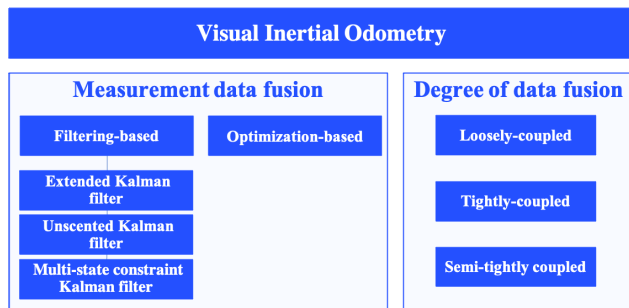 Visual Inertial Odometry
Measurement data fusion
Filtering-based
Optimization-based
Extended Kalman
filter
Unscented Kalman
filter
Multi-state constraint
Kalman filter
Degree of data fusion
Loosely-coupled
Tightly-coupled
Semi-tightly coupled